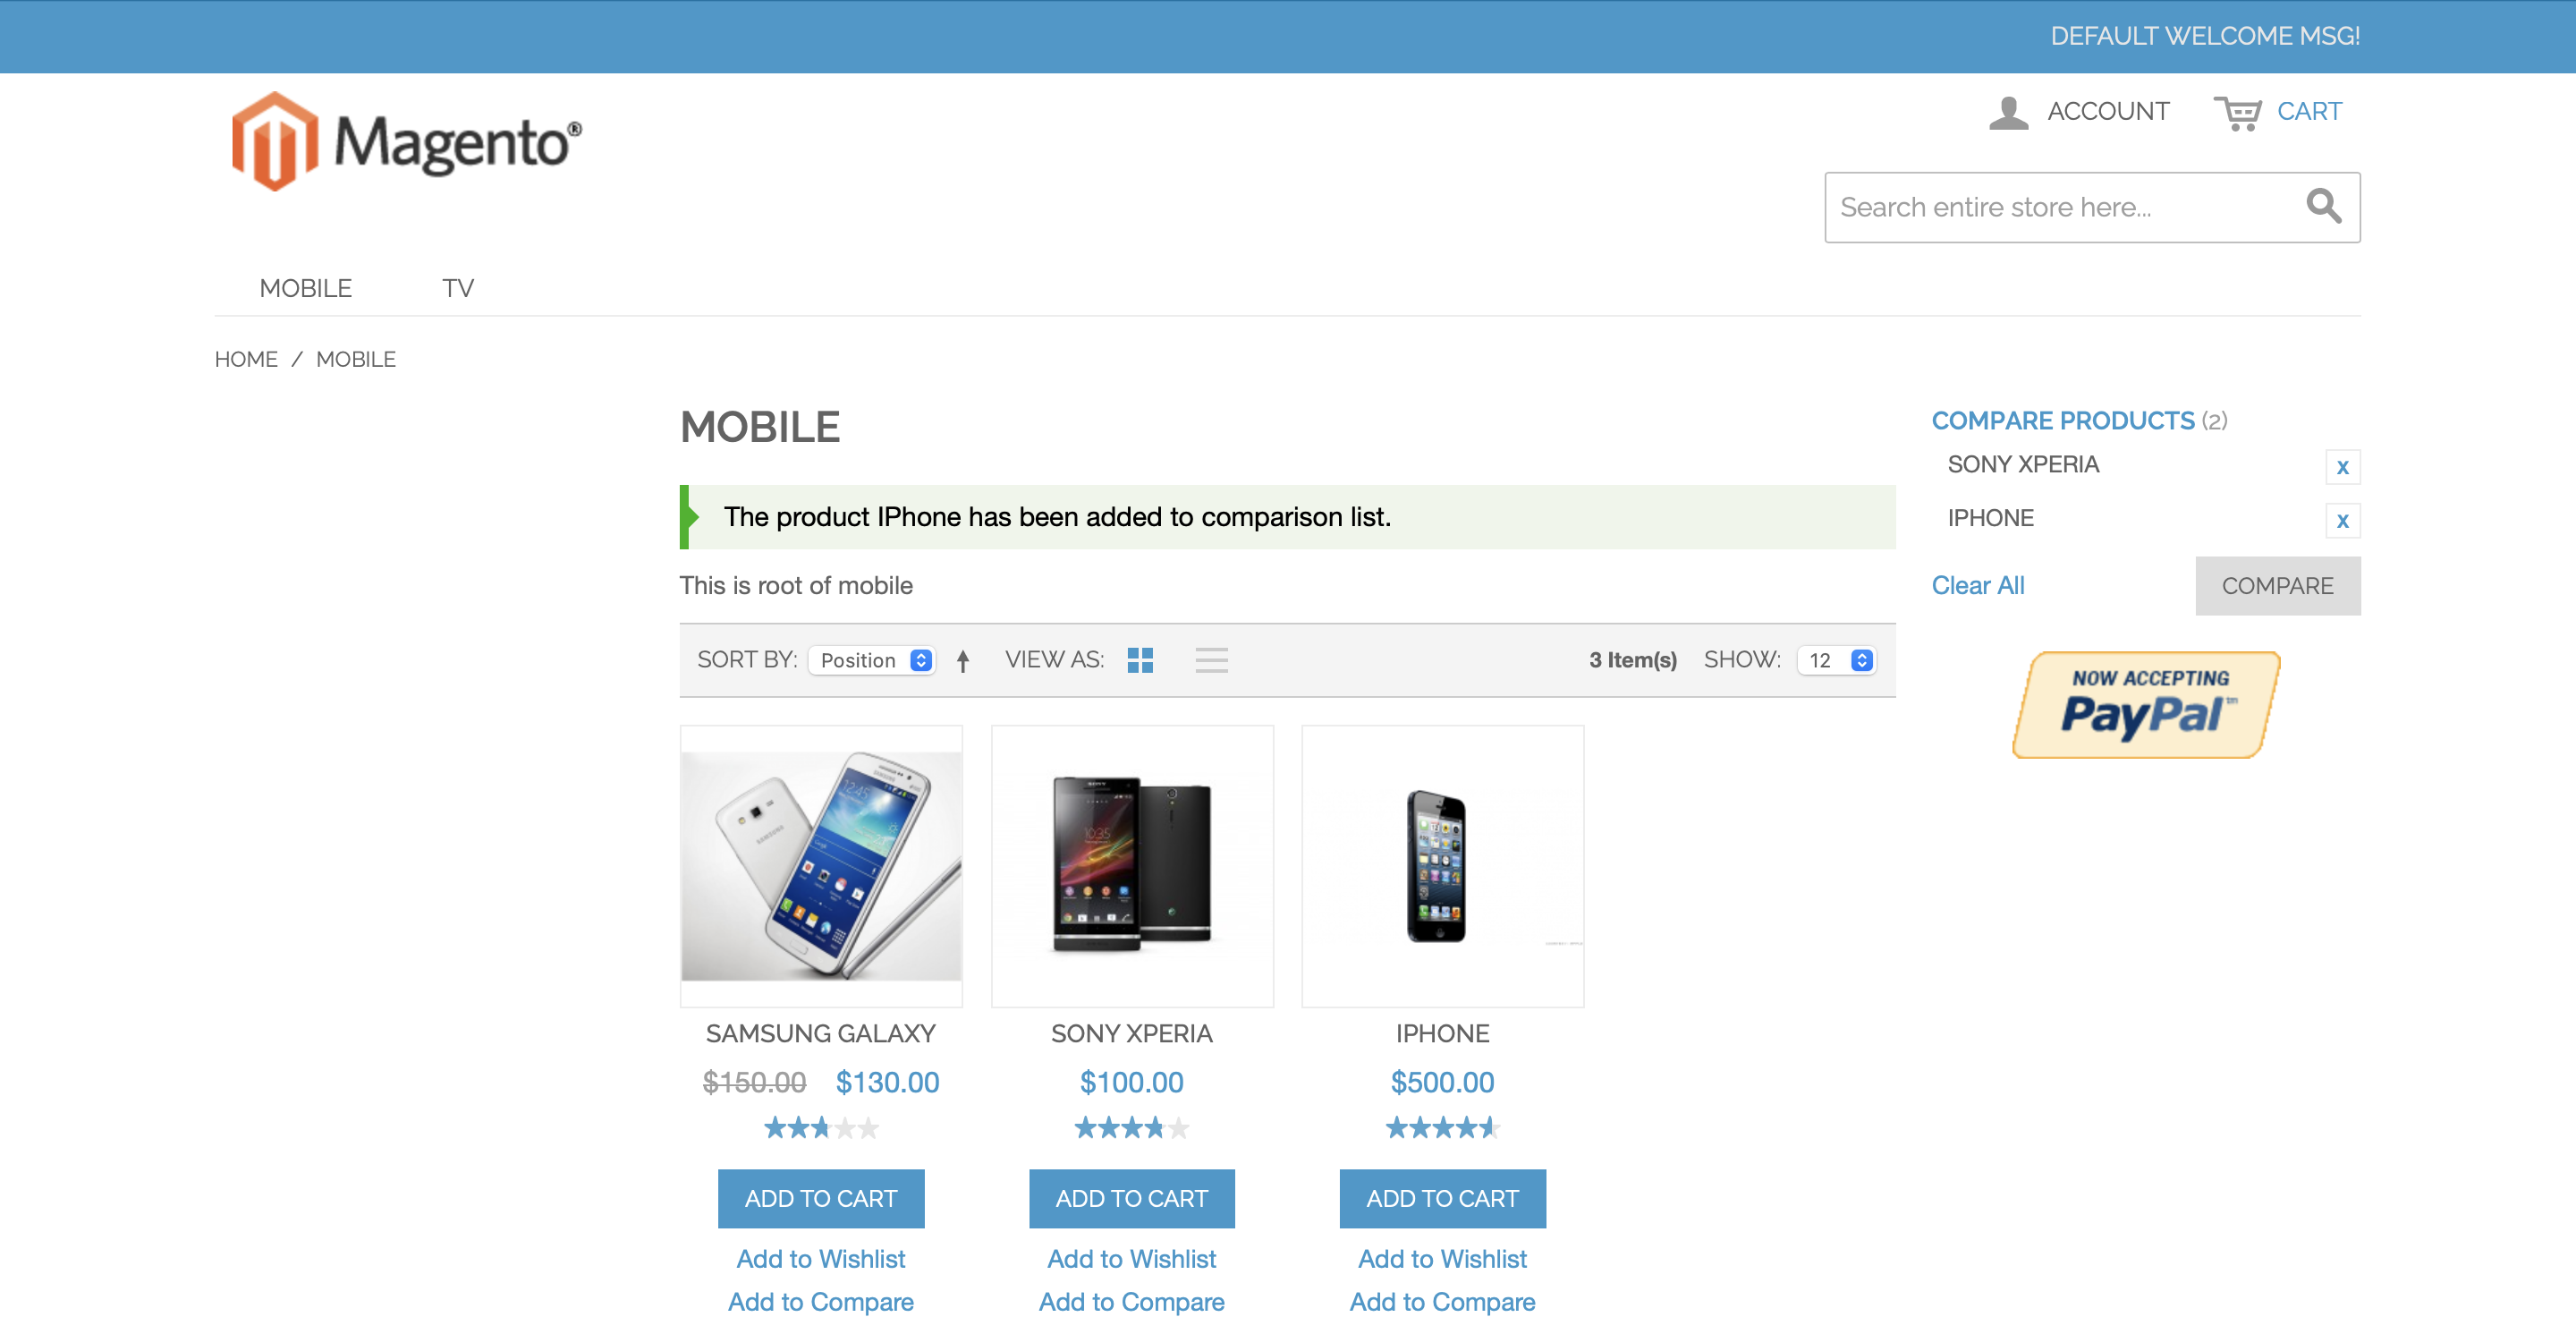 DEFAULT WELCOME MSG!
Magento®
ACCOUNT CART
Search entire store here...
MOBILE TV
HOME / MOBILE
MOBILE
The product IPhone has been added to comparison list.
This is root of mobile
SORT BY: Position VIEW AS: 3 Item(s) SHOW: 12
SAMSUNG GALAXY
$150.00 $130.00
ADD TO CART
Add to Wishlist
Add to Compare
SONY XPERIA
$100.00
ADD TO CART
Add to Wishlist
Add to Compare
IPHONE
$500.00
ADD TO CART
Add to Wishlist
Add to Compare
COMPARE PRODUCTS (2)
SONY XPERIA x
IPHONE x
Clear All COMPARE
NOW ACCEPTING
PayPal™